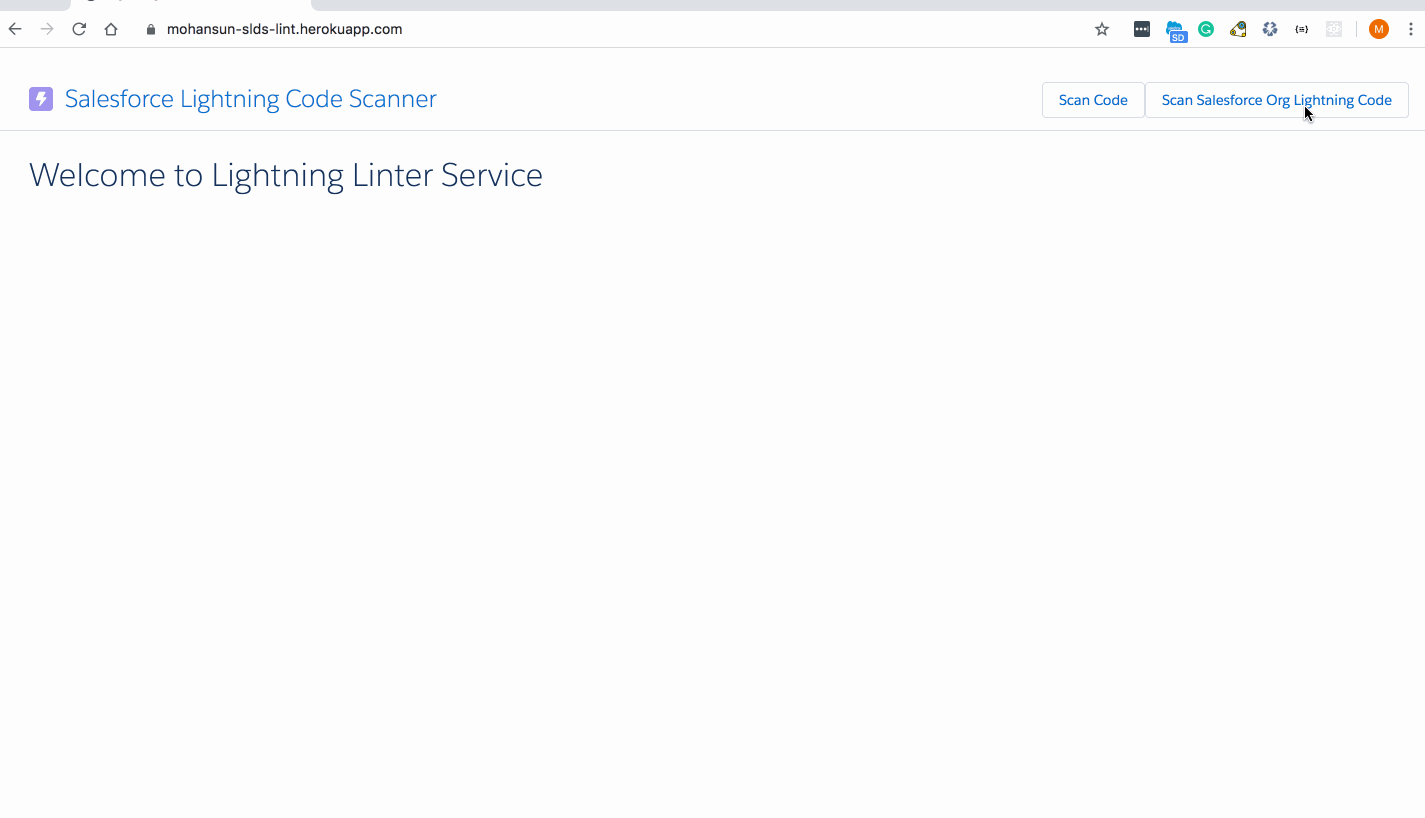 mohansun-slds-lint.herokuapp.com
SD
M
Salesforce Lightning Code Scanner
Scan Code
Scan Salesforce Org Lightning Code
Welcome to Lightning Linter Service